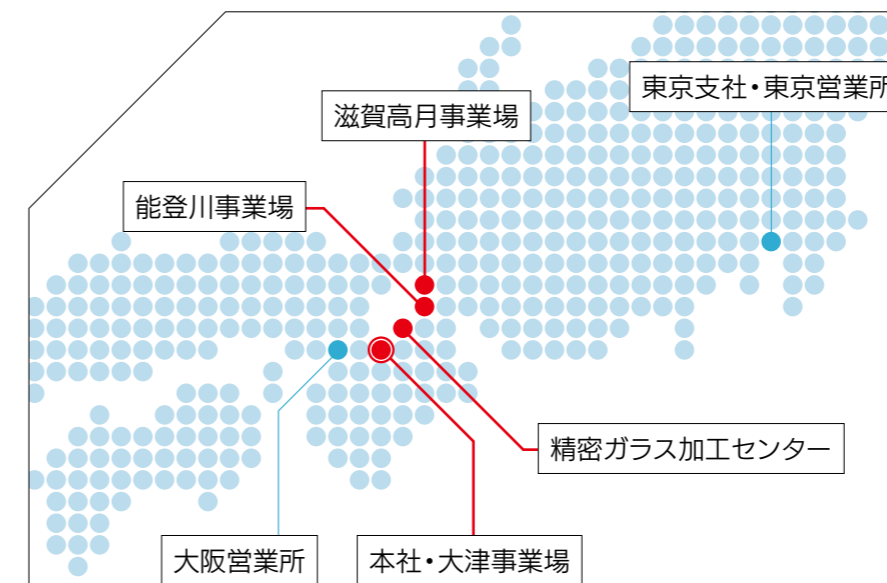 東京支社・東京営業所
滋賀高月事業場
能登川事業場
精密ガラス加工センター
大阪営業所
本社・大津事業場